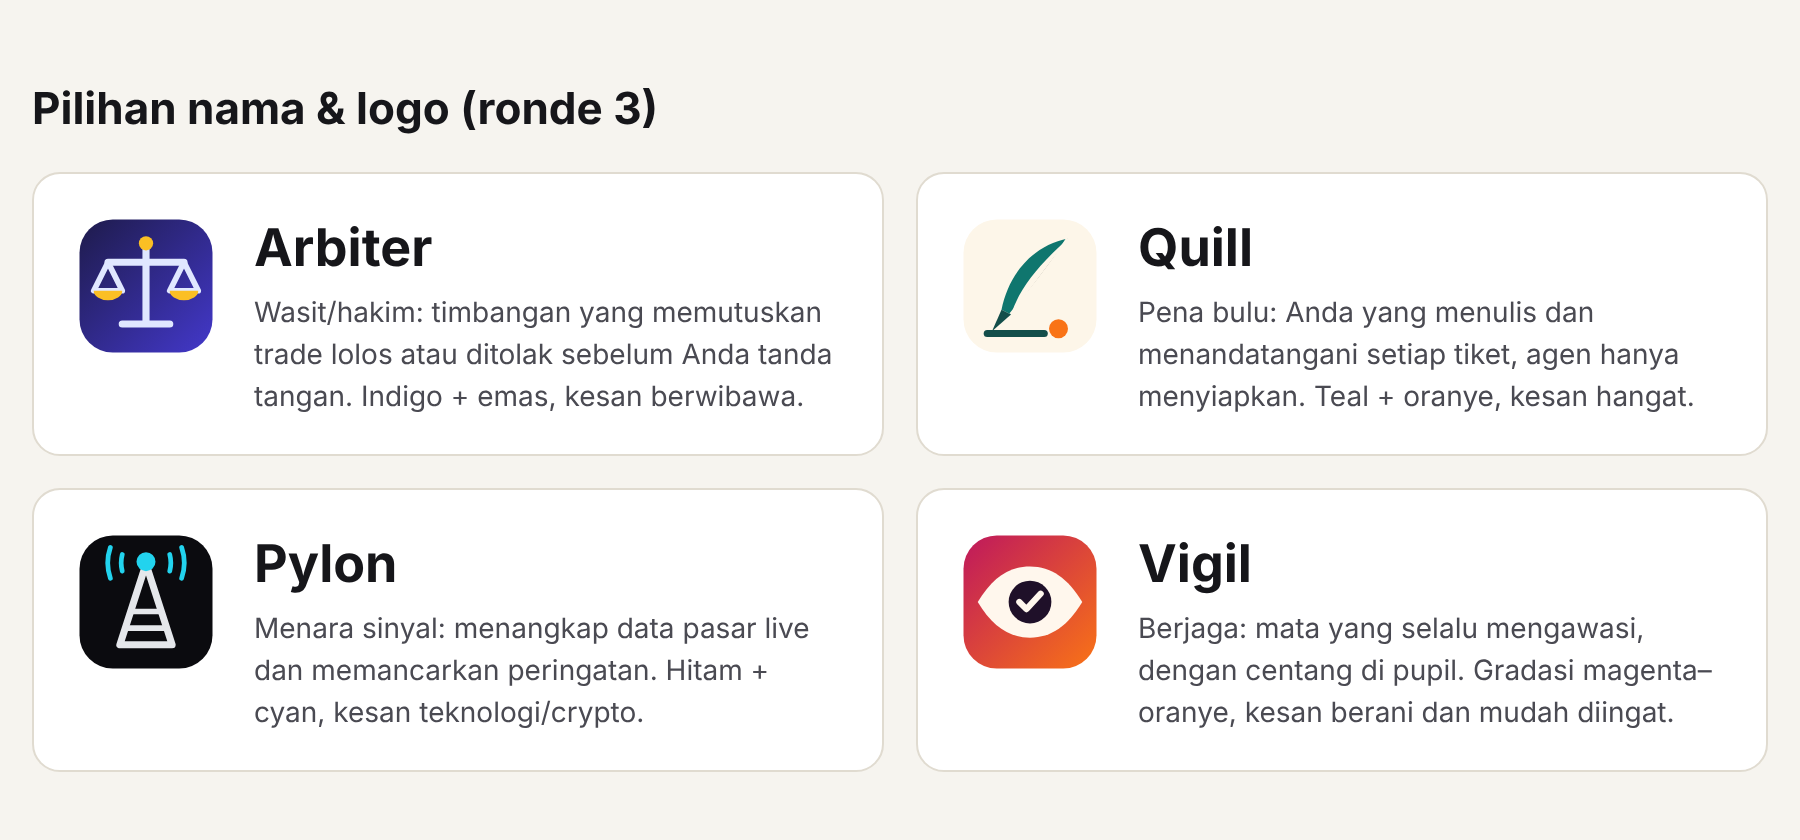 Pilihan nama & logo (ronde 3)
Arbiter
Wasit/hakim: timbangan yang memutuskan
trade lolos atau ditolak sebelum Anda tanda
tangan. Indigo + emas, kesan berwibawa.
Quill
Pena bulu: Anda yang menulis dan
menandatangani setiap tiket, agen hanya
menyiapkan. Teal + oranye, kesan hangat.
Pylon
Menara sinyal: menangkap data pasar live
dan memancarkan peringatan. Hitam +
cyan, kesan teknologi/crypto.
Vigil
Berjaga: mata yang selalu mengawasi,
dengan centang di pupil. Gradasi magenta–
oranye, kesan berani dan mudah diingat.